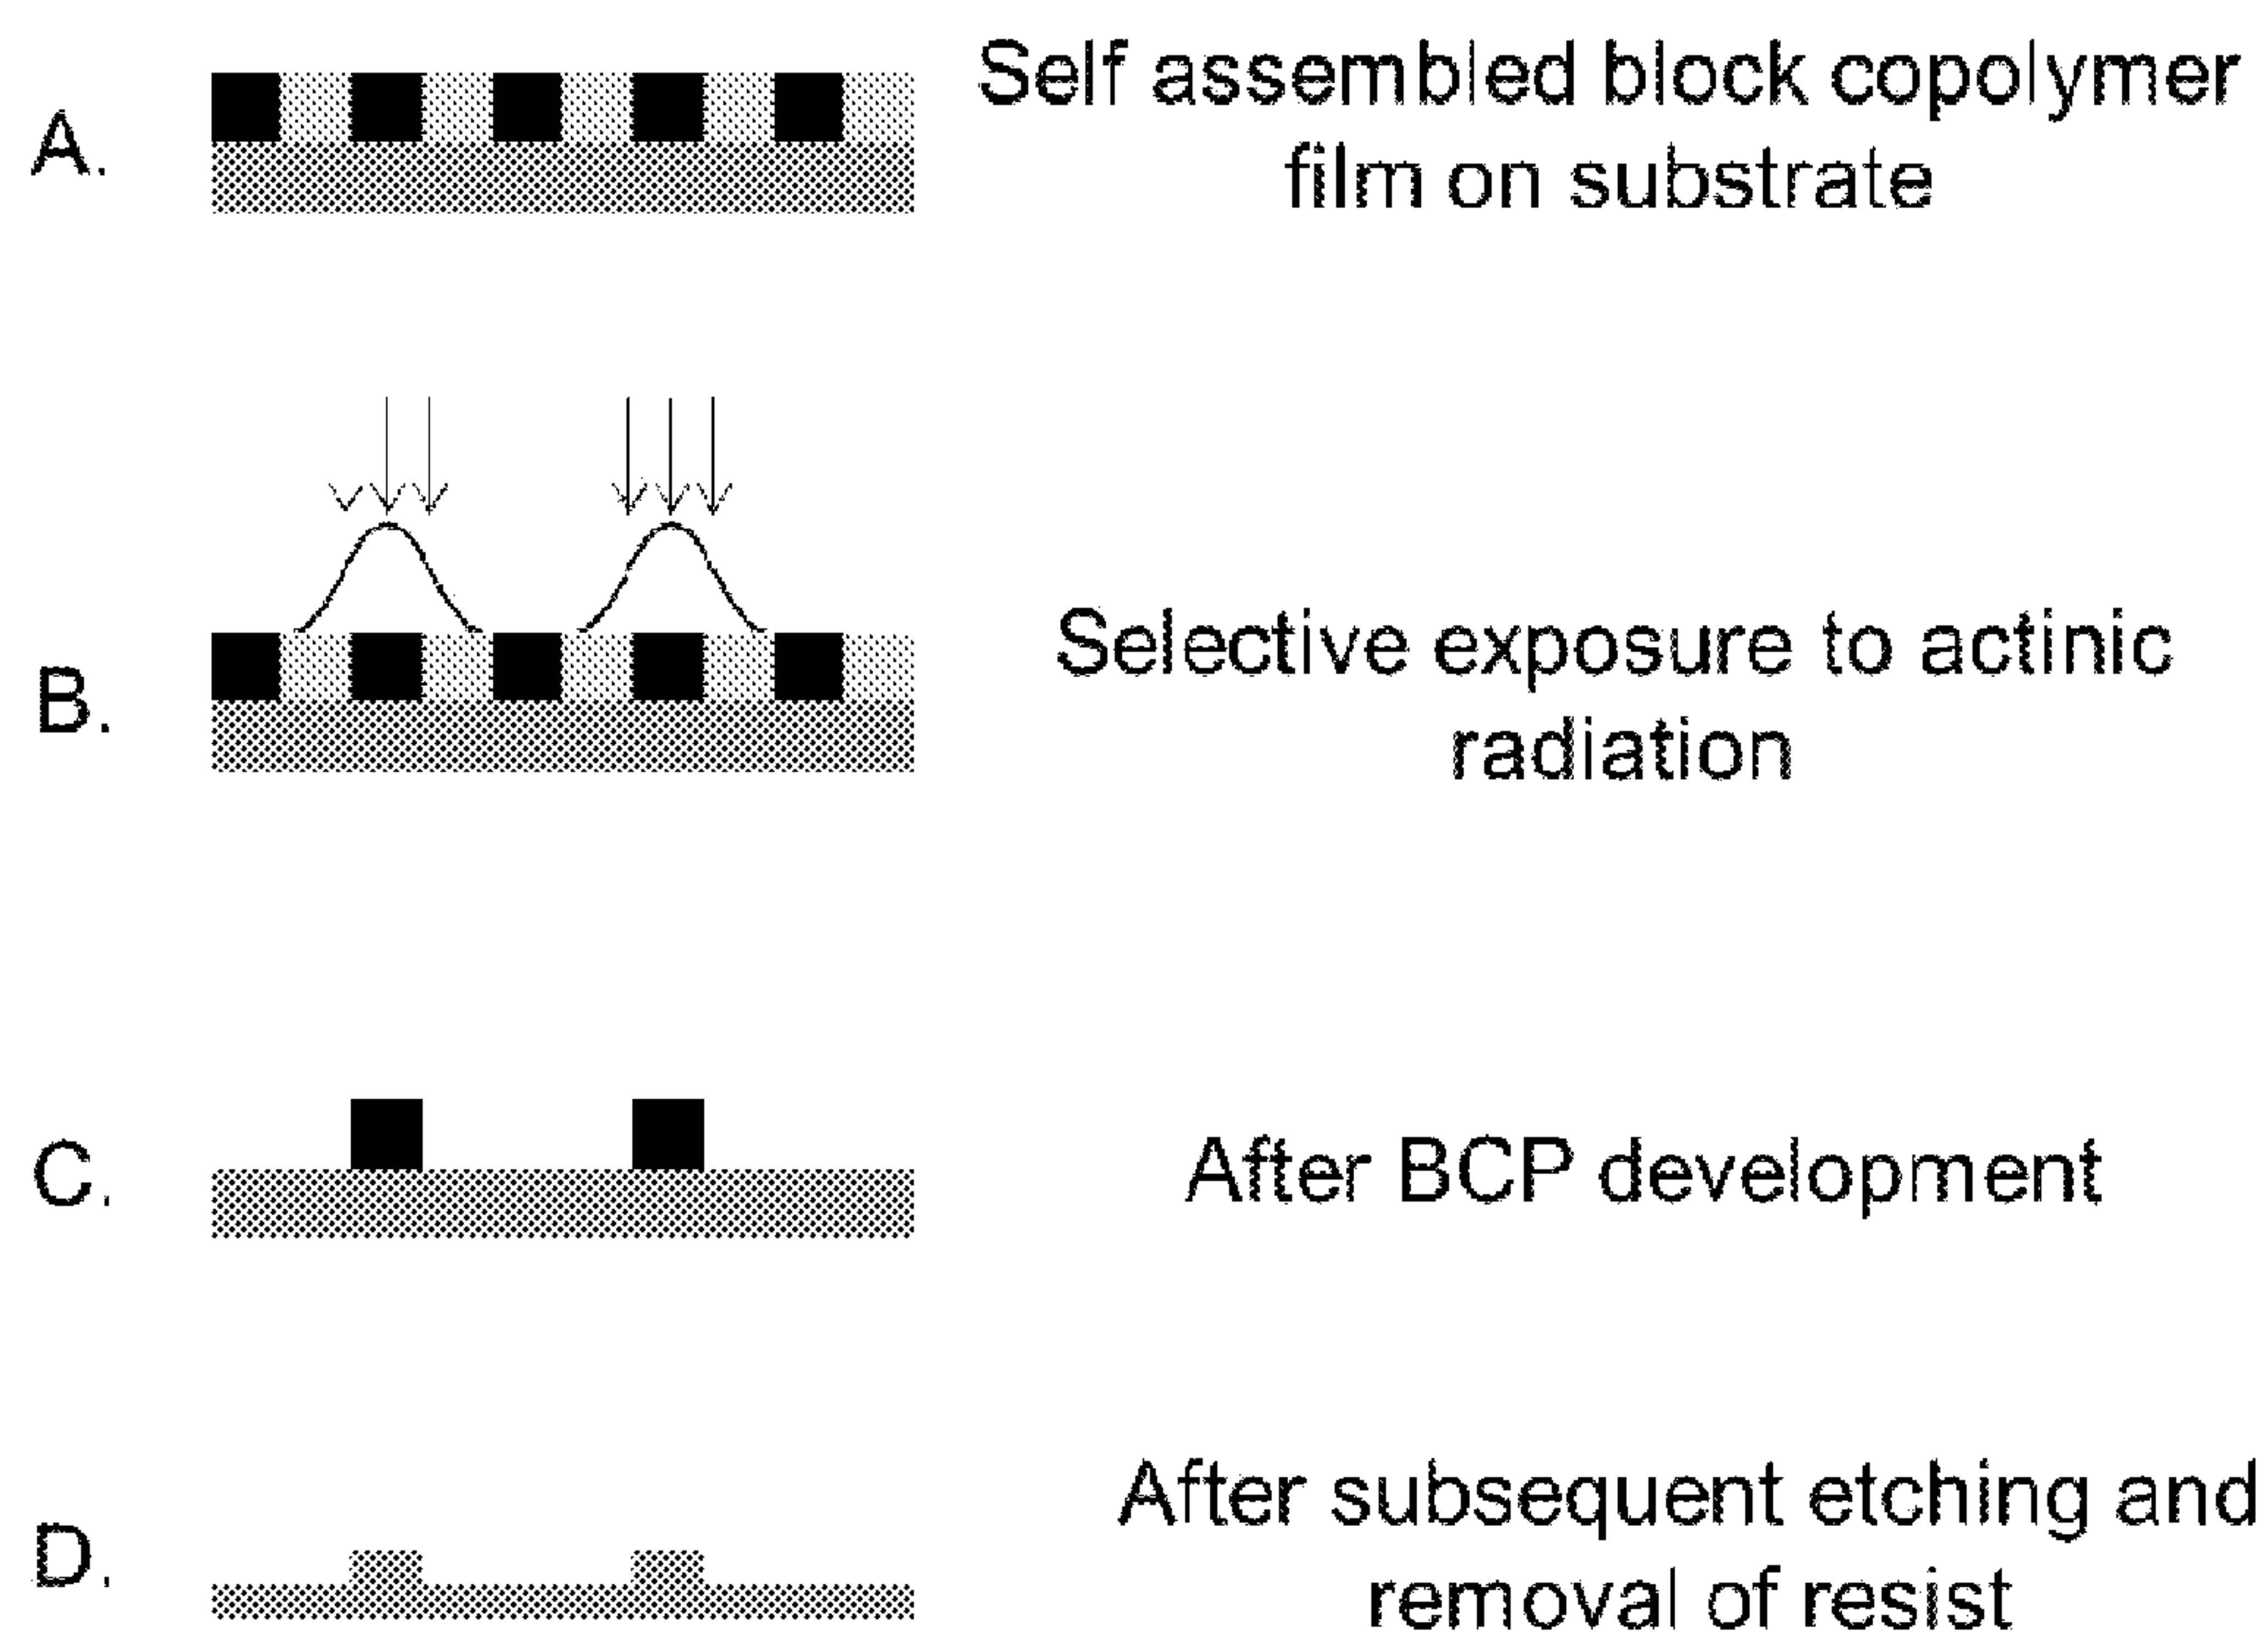 A.
Self assembled block copolymer
film on substrate
B.
Selective exposure to actinic
radiation
C.
After BCP development
D.
After subsequent etching and
removal of resist